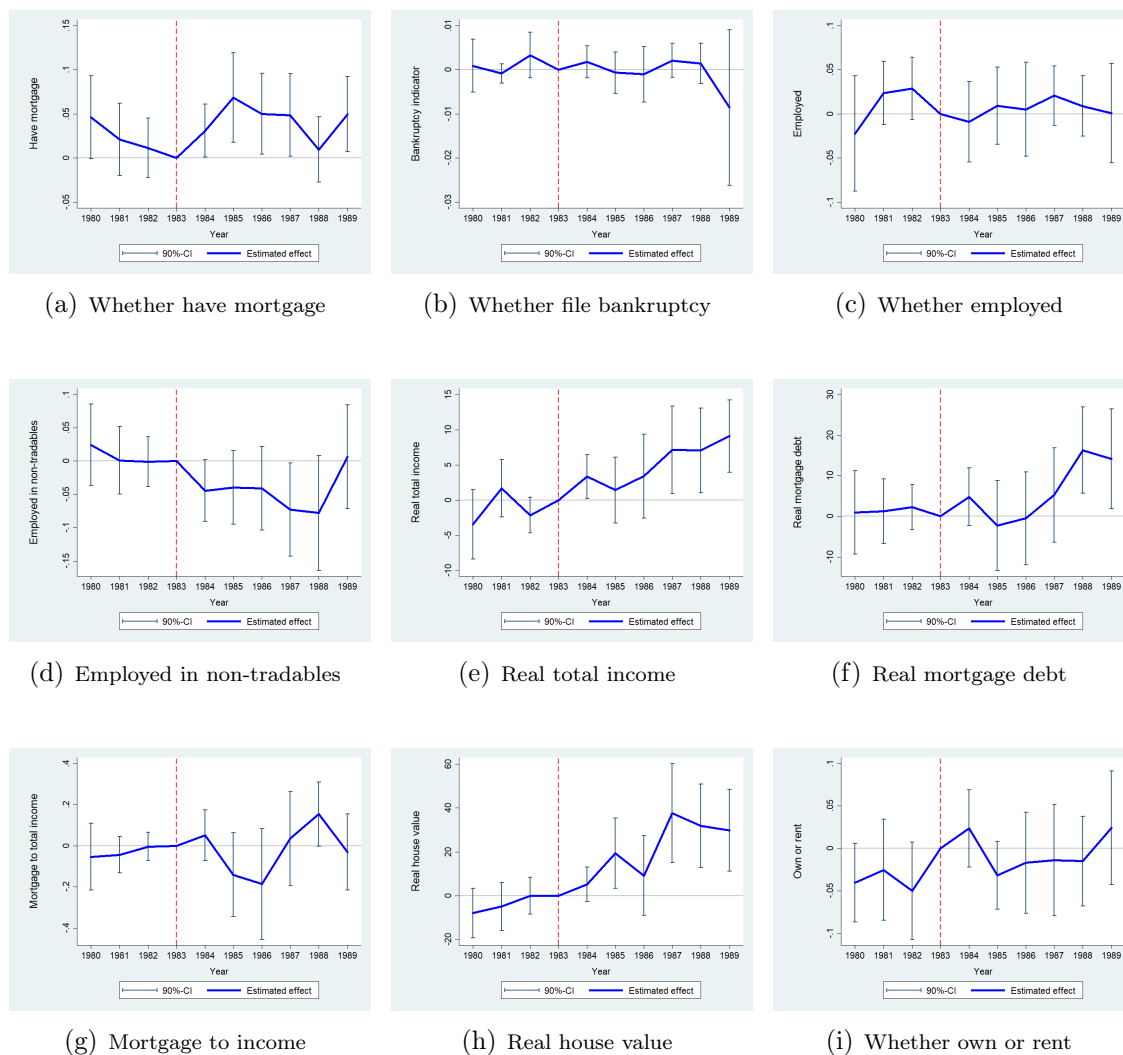 Have mortgage
.15
.1
.05
0
-.05
1980 1981 1982 1983 1984 1985 1986 1987 1988 1989
Year
90%-CI Estimated effect
(a) Whether have mortgage
Bankruptcy indicator
.01
0
-.01
-.02
-.03
1980 1981 1982 1983 1984 1985 1986 1987 1988 1989
Year
90%-CI Estimated effect
(b) Whether file bankruptcy
Employed
.1
.05
0
-.05
-.1
1980 1981 1982 1983 1984 1985 1986 1987 1988 1989
Year
90%-CI Estimated effect
(c) Whether employed
Employed in non-tradables
.1
.05
0
-.05
-.1
-.15
1980 1981 1982 1983 1984 1985 1986 1987 1988 1989
Year
90%-CI Estimated effect
(d) Employed in non-tradables
Real total income
15
10
5
0
-5
-10
1980 1981 1982 1983 1984 1985 1986 1987 1988 1989
Year
90%-CI Estimated effect
(e) Real total income
Real mortgage debt
30
20
10
0
-10
1980 1981 1982 1983 1984 1985 1986 1987 1988 1989
Year
90%-CI Estimated effect
(f) Real mortgage debt
Mortgage to total income
.4
.2
0
-.2
-.4
1980 1981 1982 1983 1984 1985 1986 1987 1988 1989
Year
90%-CI Estimated effect
(g) Mortgage to income
Real house value
60
40
20
0
-20
1980 1981 1982 1983 1984 1985 1986 1987 1988 1989
Year
90%-CI Estimated effect
(h) Real house value
Own or rent
.1
.05
0
-.05
-.1
1980 1981 1982 1983 1984 1985 1986 1987 1988 1989
Year
90%-CI Estimated effect
(i) Whether own or rent